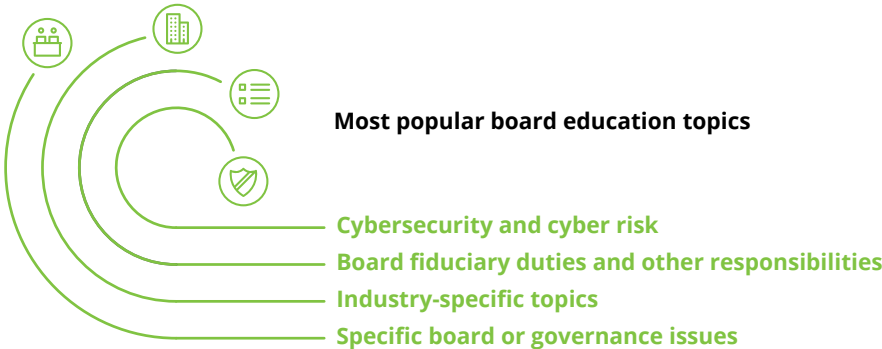 Most popular board education topics
Cybersecurity and cyber risk
Board fiduciary duties and other responsibilities
Industry-specific topics
Specific board or governance issues